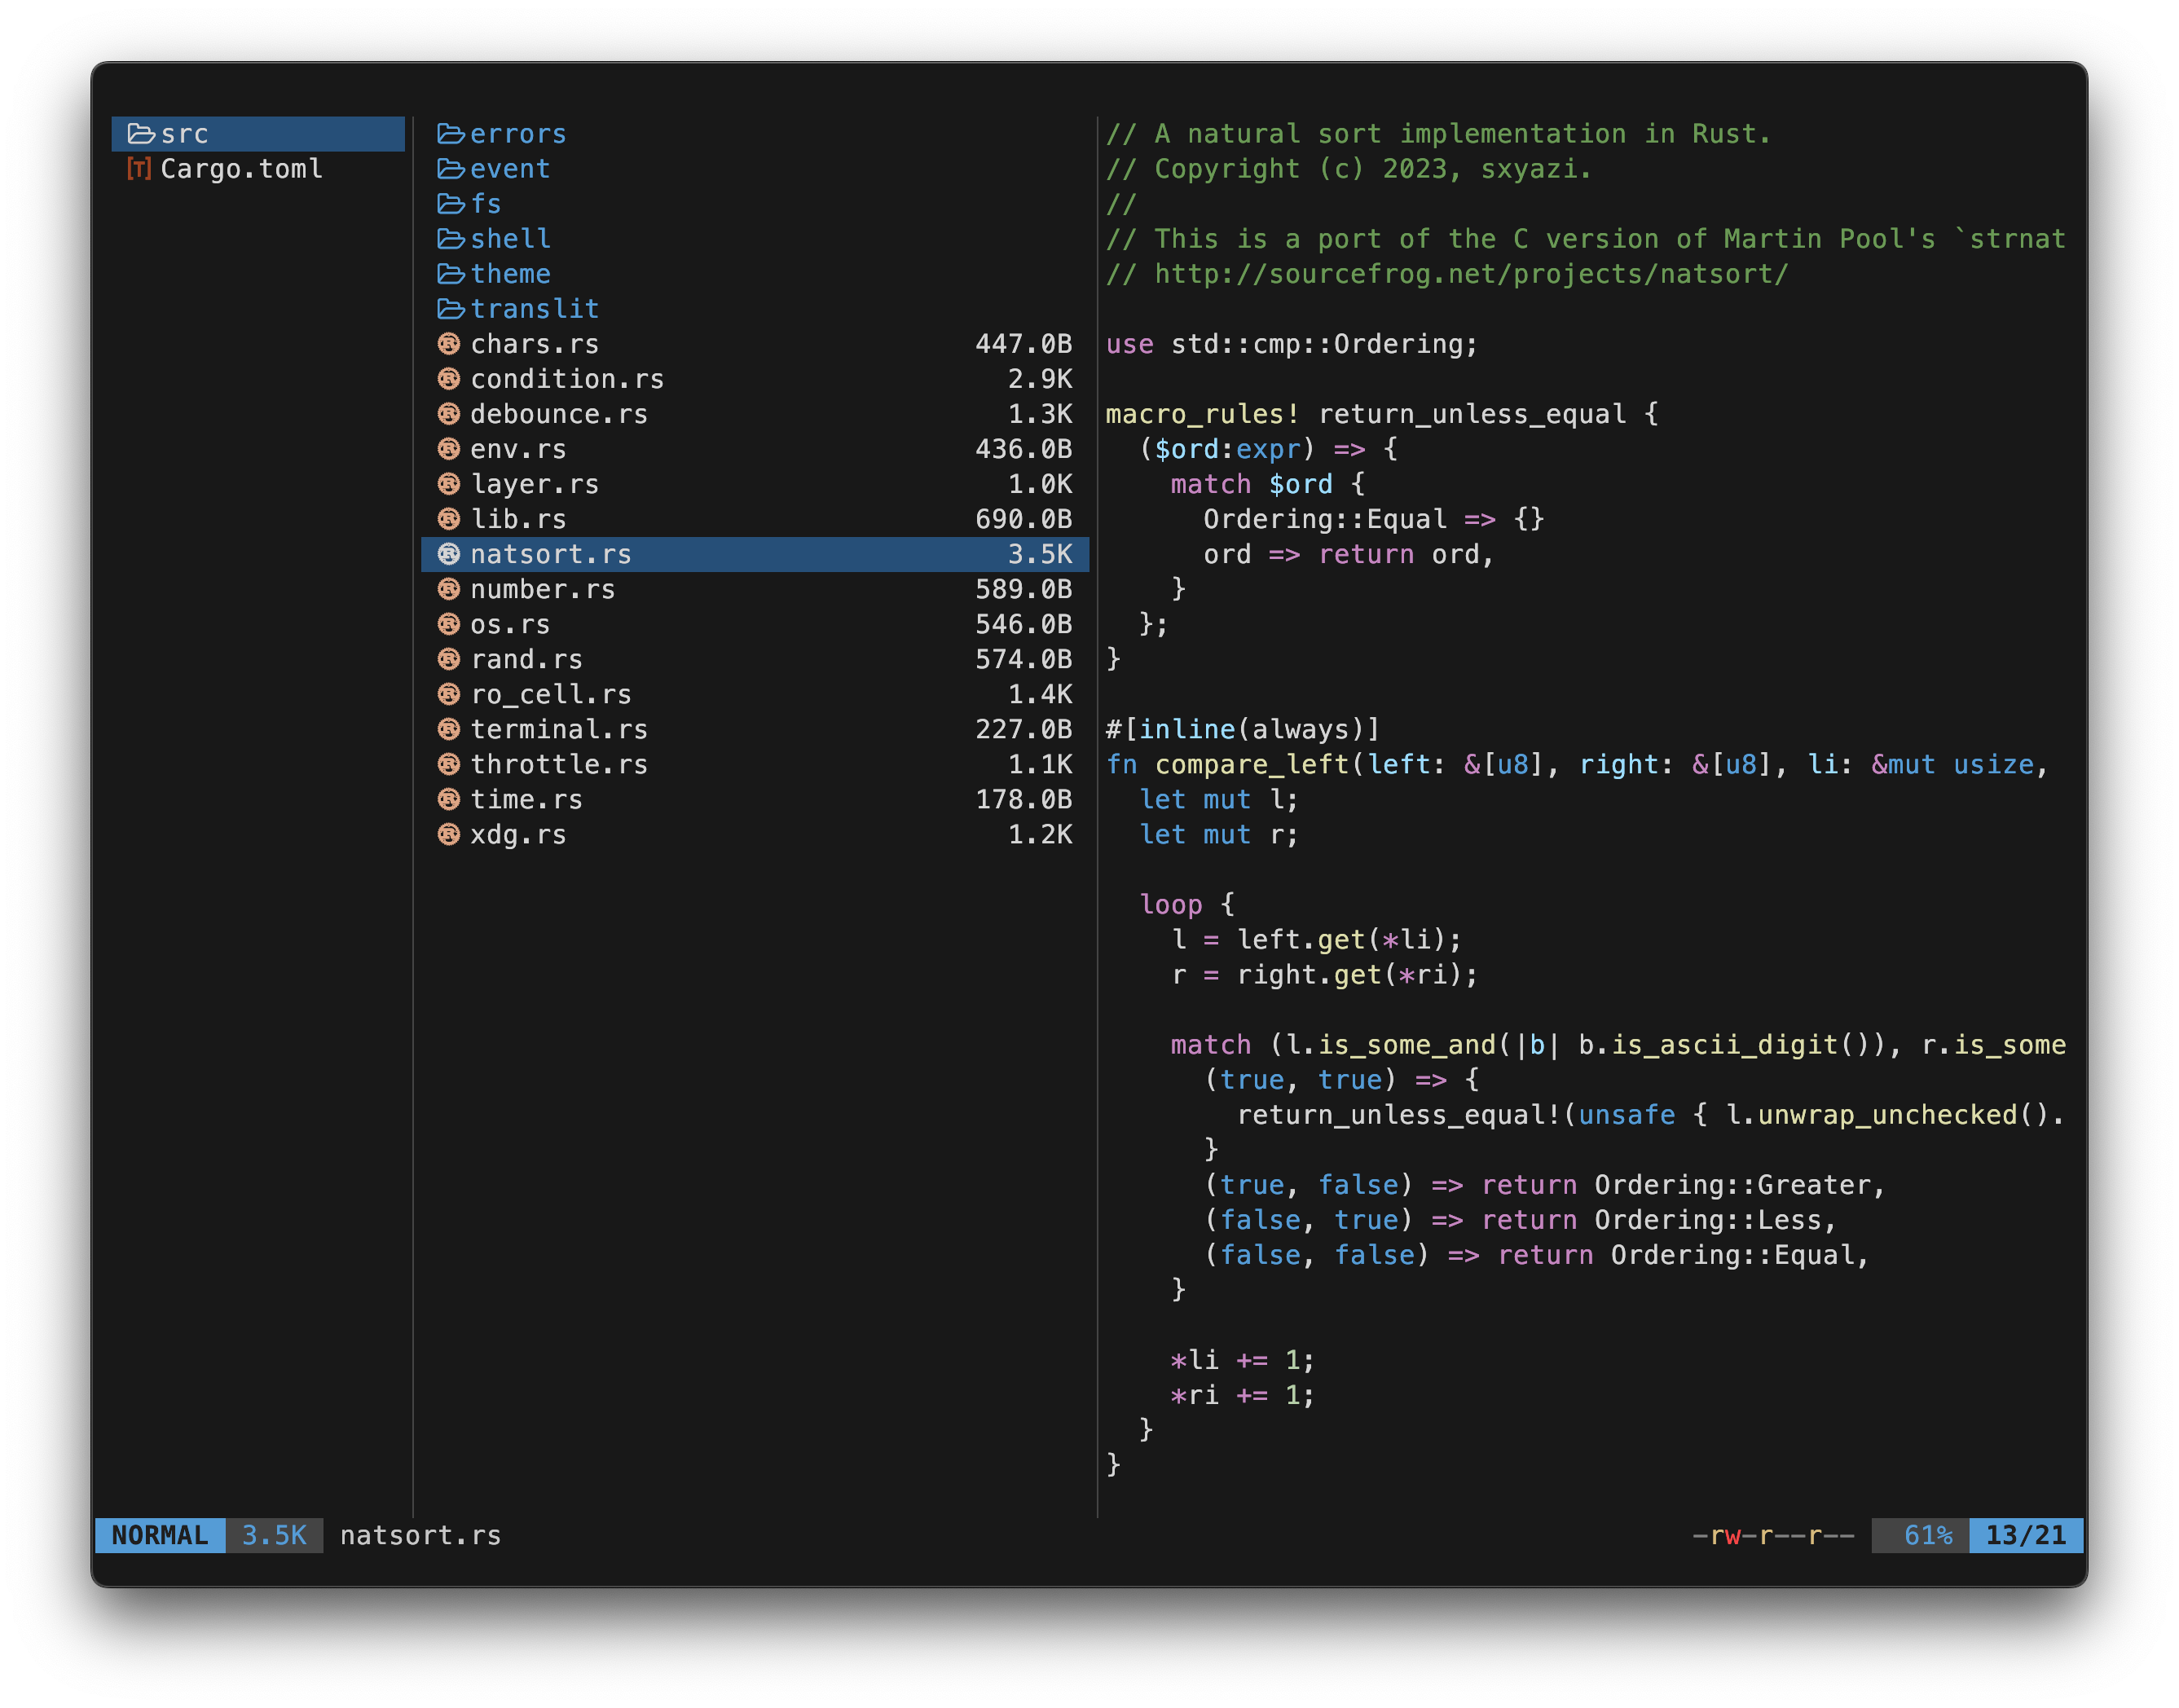 src
Cargo.toml
errors
event
fs
shell
theme
translit
chars.rs 447.0B
condition.rs 2.9K
debounce.rs 1.3K
env.rs 436.0B
layer.rs 1.0K
lib.rs 690.0B
natsort.rs 3.5K
number.rs 589.0B
os.rs 546.0B
rand.rs 574.0B
ro_cell.rs 1.4K
terminal.rs 227.0B
throttle.rs 1.1K
time.rs 178.0B
xdg.rs 1.2K
// A natural sort implementation in Rust.
// Copyright (c) 2023, sxyazi.
//
// This is a port of the C version of Martin Pool's `strnat
// http://sourcefrog.net/projects/natsort/
use std::cmp::Ordering;
macro_rules! return_unless_equal {
  ($ord:expr) => {
    match $ord {
      Ordering::Equal => {}
      ord => return ord,
    }
  };
}
#[inline(always)]
fn compare_left(left: &[u8], right: &[u8], li: &mut usize,
  let mut l;
  let mut r;
  loop {
    l = left.get(*li);
    r = right.get(*ri);
    match (l.is_some_and(|b| b.is_ascii_digit()), r.is_some
      (true, true) => {
        return_unless_equal!(unsafe { l.unwrap_unchecked().
      }
      (true, false) => return Ordering::Greater,
      (false, true) => return Ordering::Less,
      (false, false) => return Ordering::Equal,
    }
    *li += 1;
    *ri += 1;
  }
}
NORMAL 3.5K natsort.rs -rw-r--r-- 61% 13/21